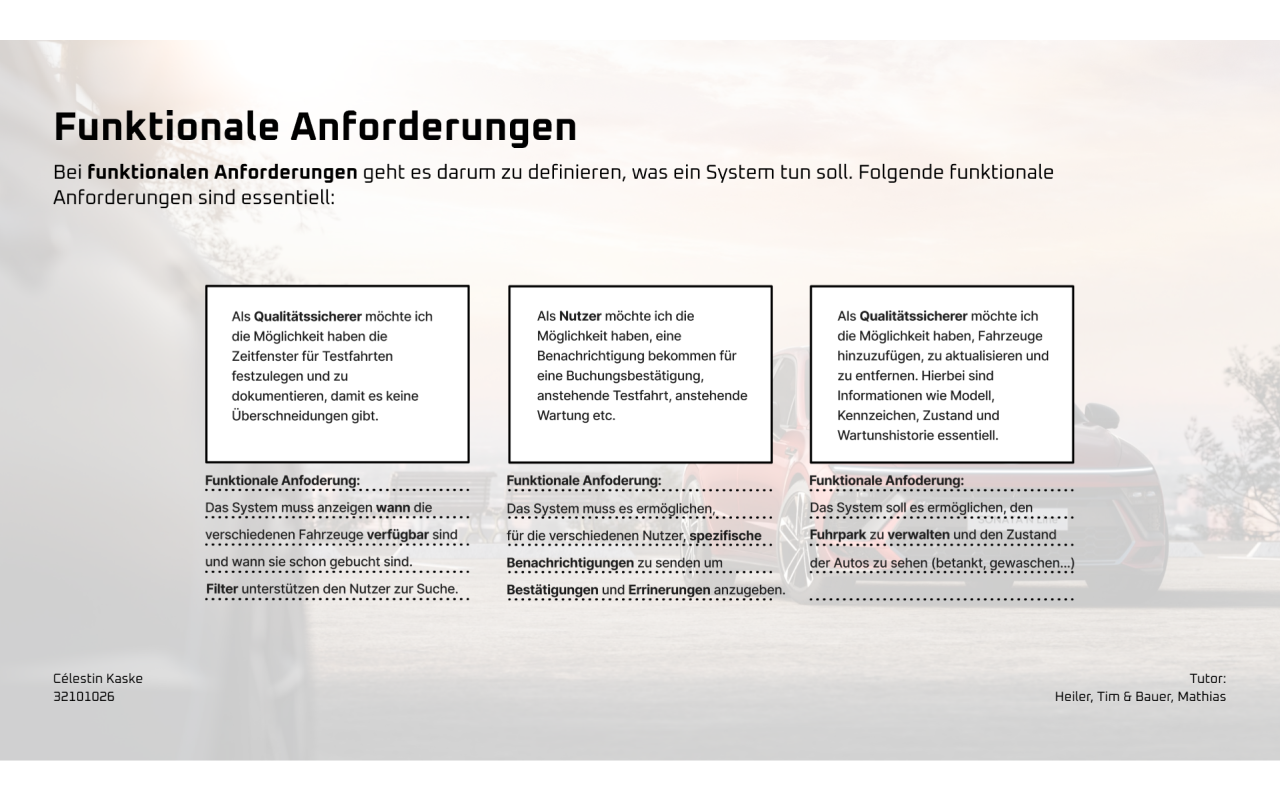 Funktionale Anforderungen
Bei funktionalen Anforderungen geht es darum zu definieren, was ein System tun soll. Folgende funktionale
Anforderungen sind essentiell:
Als Qualitätssicherer möchte ich
die Möglichkeit haben die
Zeitfenster für Testfahrten
festzulegen und zu
dokumentieren, damit es keine
Überschneidungen gibt.
Funktionale Anfoderung:
Das System muss anzeigen wann die
verschiedenen Fahrzeuge verfügbar sind
und wann sie schon gebucht sind.
Filter unterstützen den Nutzer zur Suche.
Als Nutzer möchte ich die
Möglichkeit haben, eine
Benachrichtigung bekommen für
eine Buchungsbestätigung,
anstehende Testfahrt, anstehende
Wartung etc.
Funktionale Anfoderung:
Das System muss es ermöglichen,
für die verschiedenen Nutzer, spezifische
Benachrichtigungen zu senden um
Bestätigungen und Errinerungen anzugeben.
Als Qualitätssicherer möchte ich
die Möglichkeit haben, Fahrzeuge
hinzuzufügen, zu aktualisieren und
zu entfernen. Hierbei sind
Informationen wie Modell,
Kennzeichen, Zustand und
Wartunshistorie essentiell.
Funktionale Anfoderung:
Das System soll es ermöglichen, den
Fuhrpark zu verwalten und den Zustand
der Autos zu sehen (betankt, gewaschen...)
Célestin Kaske
32101026
Tutor:
Heiler, Tim & Bauer, Mathias